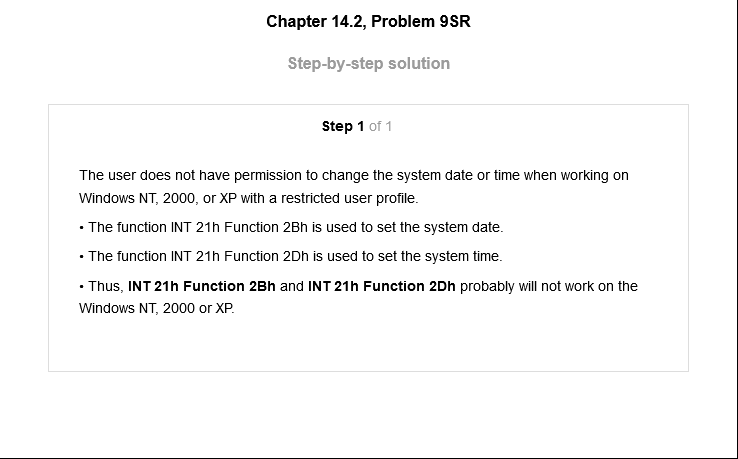 Chapter 14.2, Problem 9SR
Step-by-step solution
Step 1 of 1
The user does not have permission to change the system date or time when working on
Windows NT, 2000, or XP with a restricted user profile.
• The function INT 21h Function 2Bh is used to set the system date.
• The function INT 21h Function 2Dh is used to set the system time.
• Thus, INT 21h Function 2Bh and INT 21h Function 2Dh probably will not work on the
Windows NT, 2000 or XP.